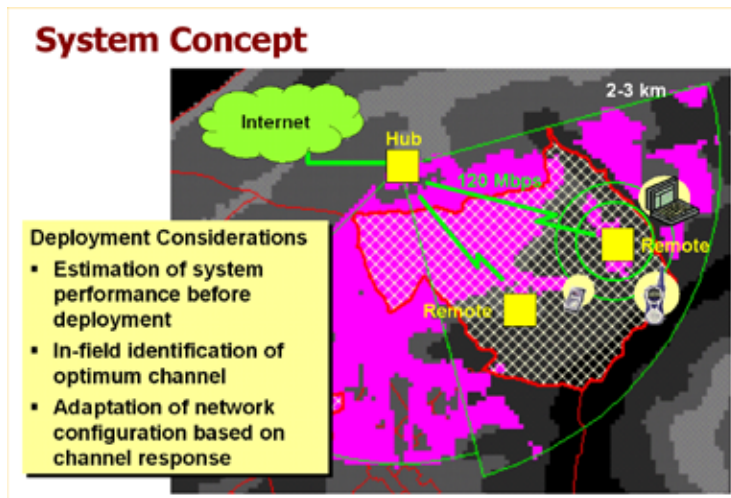 System Concept
2-3 km
Internet
Hub
120 Mbps
Deployment Considerations
▪ Estimation of system
performance before
deployment
▪ In-field identification of
optimum channel
▪ Adaptation of network
configuration based on
channel response
Remote
Remote